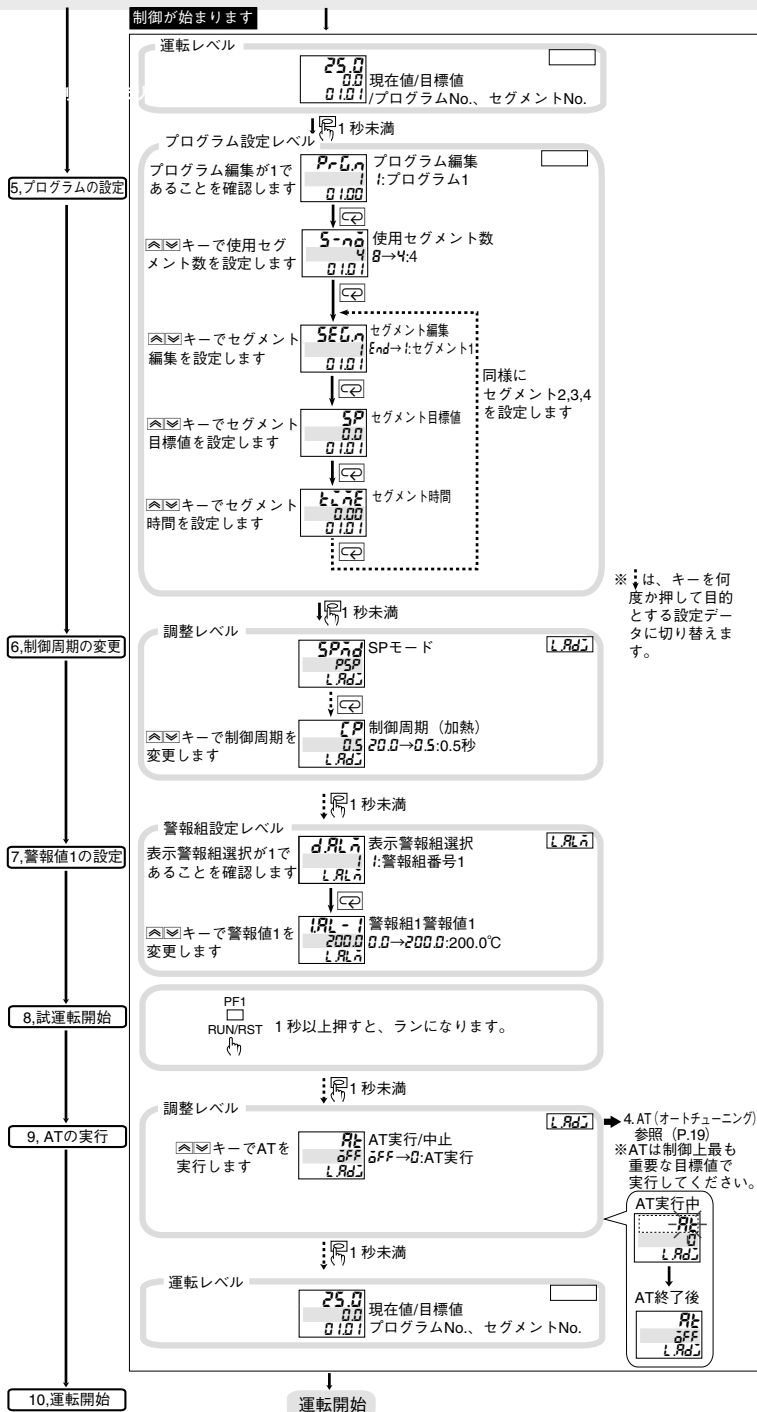 制御が始まります
運転レベル
25.0
0.0
01.01
現在値/目標値
/プログラムNo.、セグメントNo.
1 秒未満
プログラム設定レベル
5,プログラムの設定
プログラム編集が1で
あることを確認します
PrG.n
1
01.00
プログラム編集
1:プログラム1
キーで使用セグ
メント数を設定します
S-no
4
01.01
使用セグメント数
8→4:4
キーでセグメント
編集を設定します
SEG.n
1
01.01
セグメント編集
End→1:セグメント1
同様に
セグメント2,3,4
を設定します
キーでセグメント
目標値を設定します
SP
0.0
01.01
セグメント目標値
キーでセグメント
時間を設定します
timE
0.00
01.01
セグメント時間
※ は、キーを何
度か押して目的
とする設定デー
タに切り替えま
す。
1 秒未満
6,制御周期の変更
調整レベル
SPmd
PSP
L.AdJ
SPモード
L.AdJ
キーで制御周期を
変更します
CP
0.5
L.AdJ
制御周期（加熱）
20.0→0.5:0.5秒
1 秒未満
7,警報値1の設定
警報組設定レベル
表示警報組選択が1で
あることを確認します
d.ALm
1
L.ALm
表示警報組選択
1:警報組番号1
L.ALm
キーで警報値1を
変更します
1.AL-1
200.0
L.ALm
警報組1警報値1
0.0→200.0:200.0℃
8,試運転開始
PF1
RUN/RST
1 秒以上押すと、ランになります。
1 秒未満
9, ATの実行
調整レベル
キーでATを
実行します
At
oFF
L.AdJ
AT実行/中止
oFF→0:AT実行
L.AdJ
4.AT(オートチューニング)
参照（P.19）
※ATは制御上最も
重要な目標値で
実行してください。
AT実行中
At
0
L.AdJ
AT終了後
At
oFF
L.AdJ
1 秒未満
運転レベル
25.0
0.0
01.01
現在値/目標値
プログラムNo.、セグメントNo.
10,運転開始
運転開始